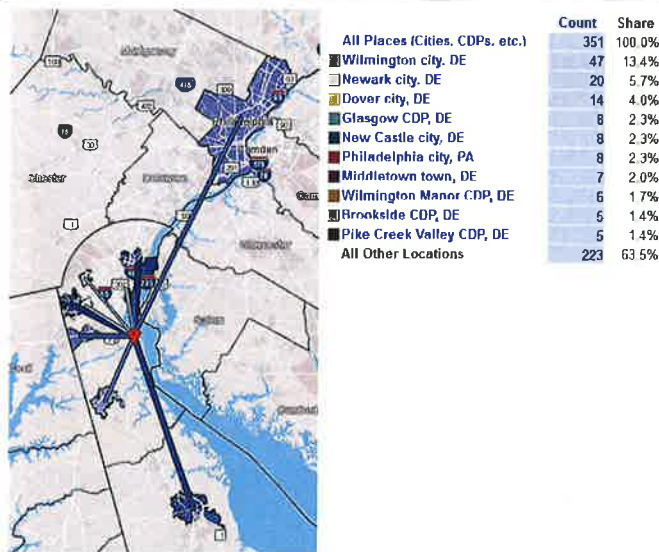 Count Share
All Places (Cities, CDPs, etc.) 351 100.0%
Wilmington city, DE 47 13.4%
Newark city, DE 20 5.7%
Dover city, DE 14 4.0%
Glasgow CDP, DE 8 2.3%
New Castle city, DE 8 2.3%
Philadelphia city, PA 8 2.3%
Middletown town, DE 7 2.0%
Wilmington Manor CDP, DE 6 1.7%
Brookside CDP, DE 5 1.4%
Pike Creek Valley CDP, DE 5 1.4%
All Other Locations 223 63.5%
Montgomery
Philadelphia
Camden
Chester
Gloucester
Salem
Cecil